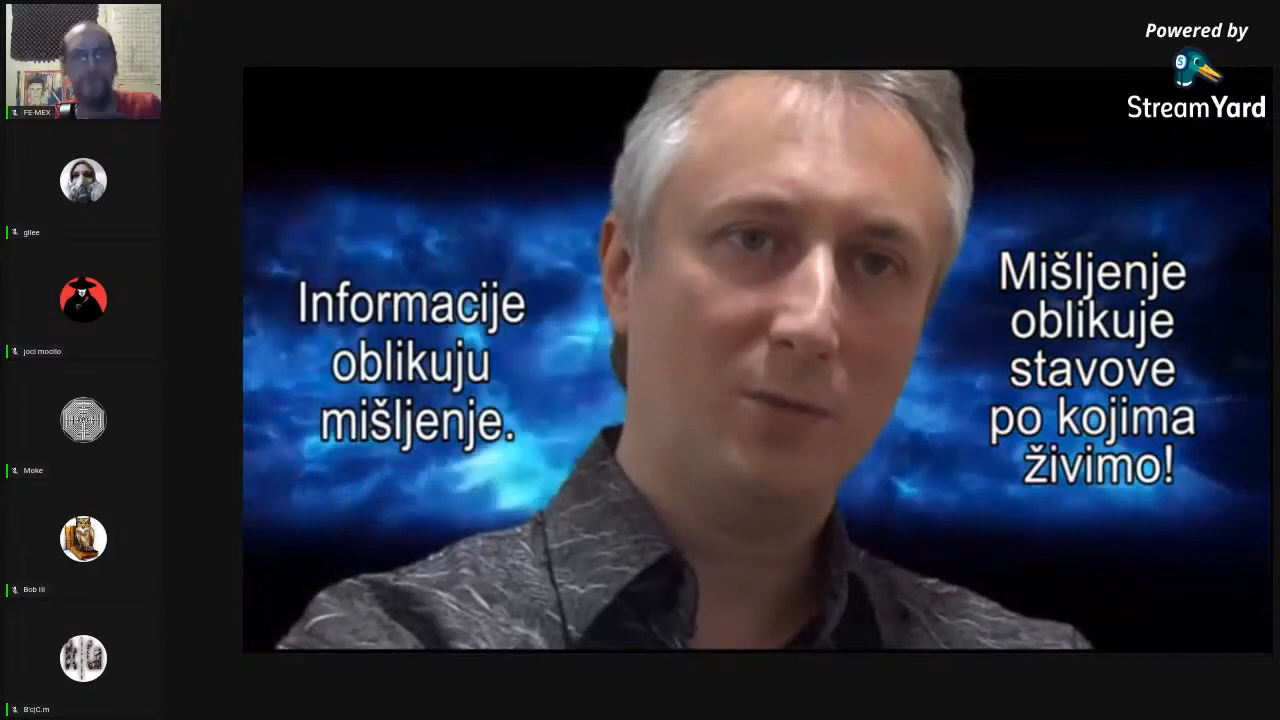 Powered by
StreamYard
FE-MEX
gilee
joci mocilo
Moke
Bob III
B'cjC.m
Informacije
oblikuju
mišljenje.
Mišljenje
oblikuje
stavove
po kojima
živimo!